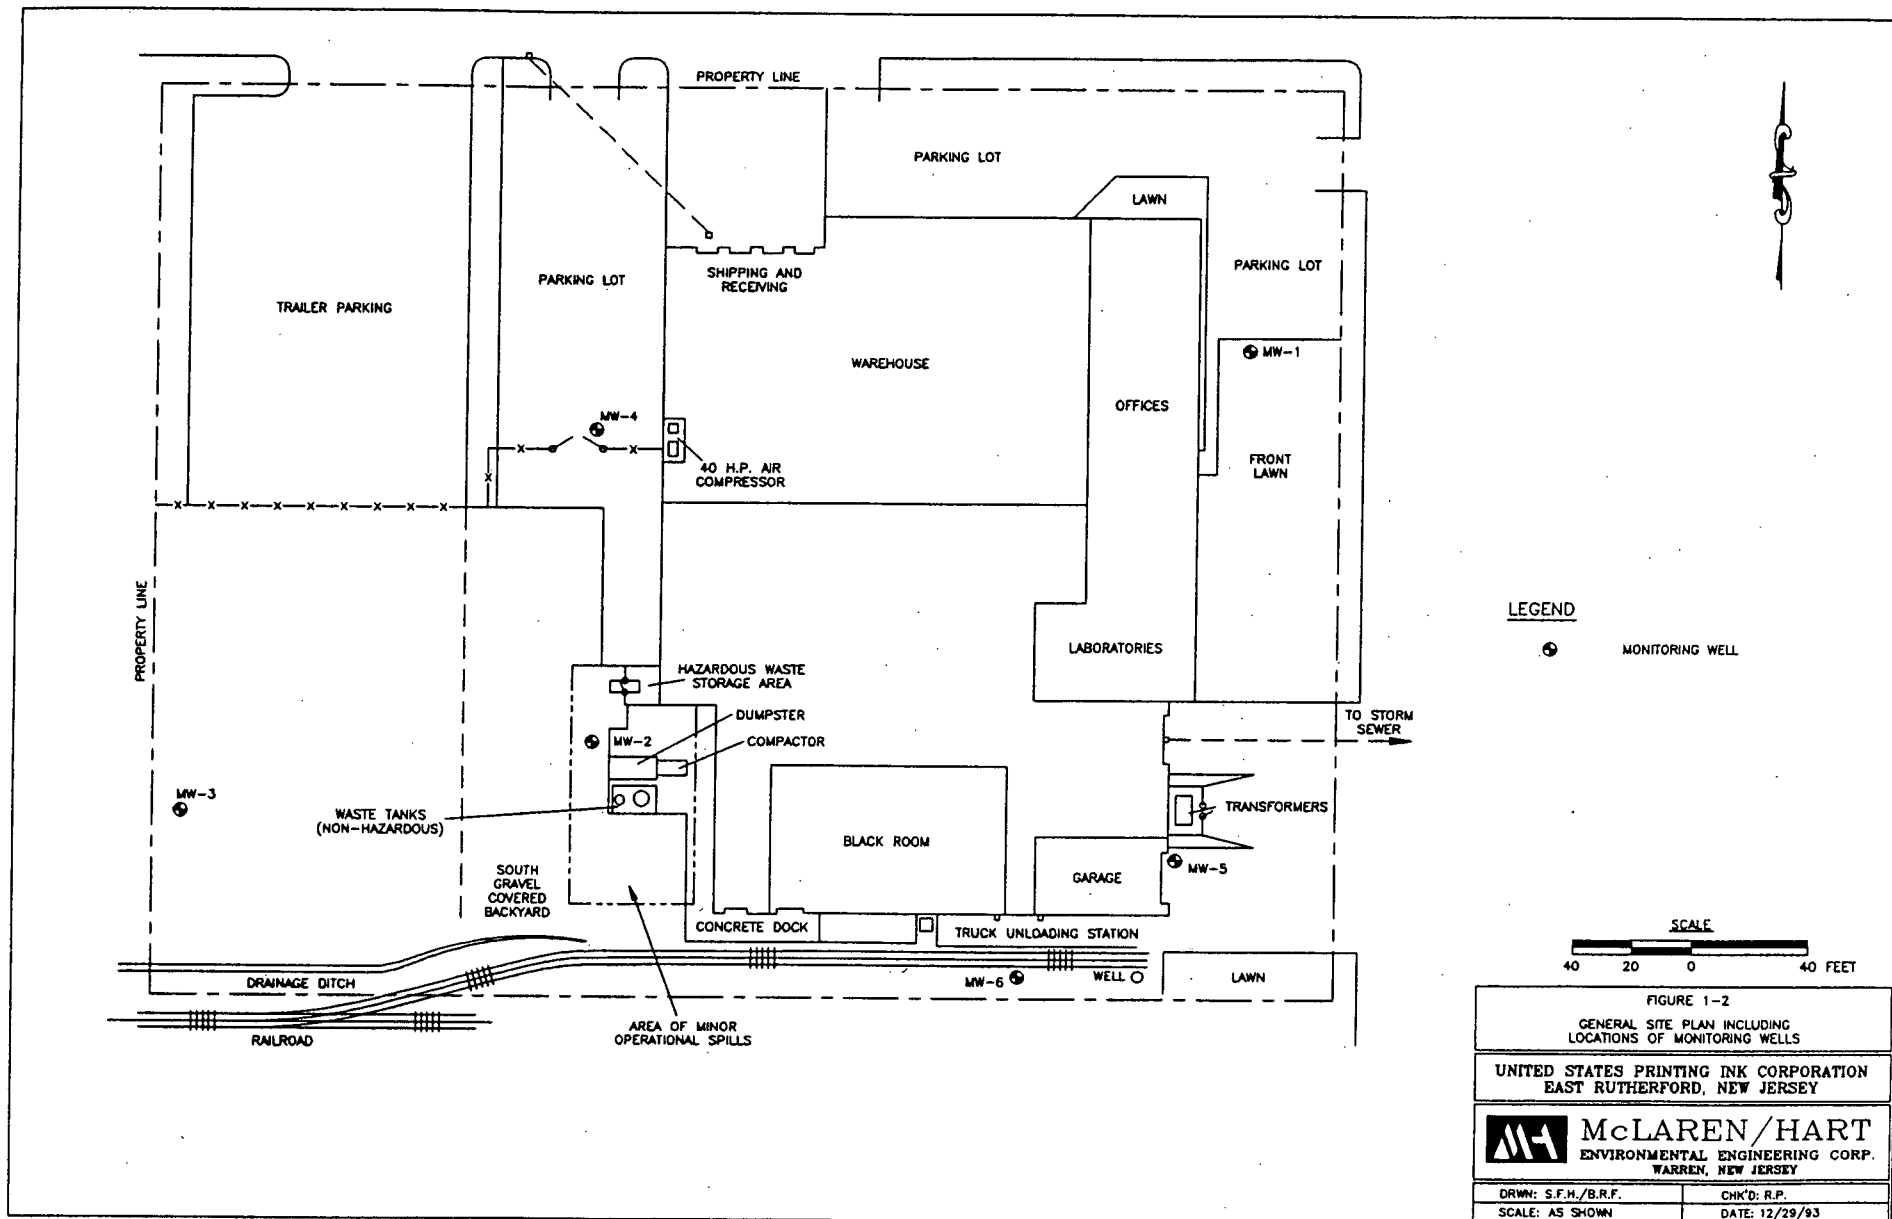 PROPERTY LINE
PARKING LOT
LAWN
PARKING LOT
SHIPPING AND
RECEIVING
PARKING LOT
TRAILER PARKING
WAREHOUSE
MW-1
OFFICES
MW-4
FRONT
LAWN
40 H.P. AIR
COMPRESSOR
PROPERTY LINE
LEGEND
MONITORING WELL
LABORATORIES
HAZARDOUS WASTE
STORAGE AREA
DUMPSTER
TO STORM
SEWER
MW-2
COMPACTOR
MW-3
WASTE TANKS
(NON-HAZARDOUS)
TRANSFORMERS
BLACK ROOM
MW-5
GARAGE
SOUTH
GRAVEL
COVERED
BACKYARD
CONCRETE DOCK
TRUCK UNLOADING STATION
SCALE
40 20 0 40 FEET
DRAINAGE DITCH
MW-6
WELL
LAWN
RAILROAD
AREA OF MINOR
OPERATIONAL SPILLS
FIGURE 1-2
GENERAL SITE PLAN INCLUDING
LOCATIONS OF MONITORING WELLS
UNITED STATES PRINTING INK CORPORATION
EAST RUTHERFORD, NEW JERSEY
MH
McLAREN/HART
ENVIRONMENTAL ENGINEERING CORP.
WARREN, NEW JERSEY
DRWN: S.F.H./B.R.F. CHK'D: R.P.
SCALE: AS SHOWN DATE: 12/29/93